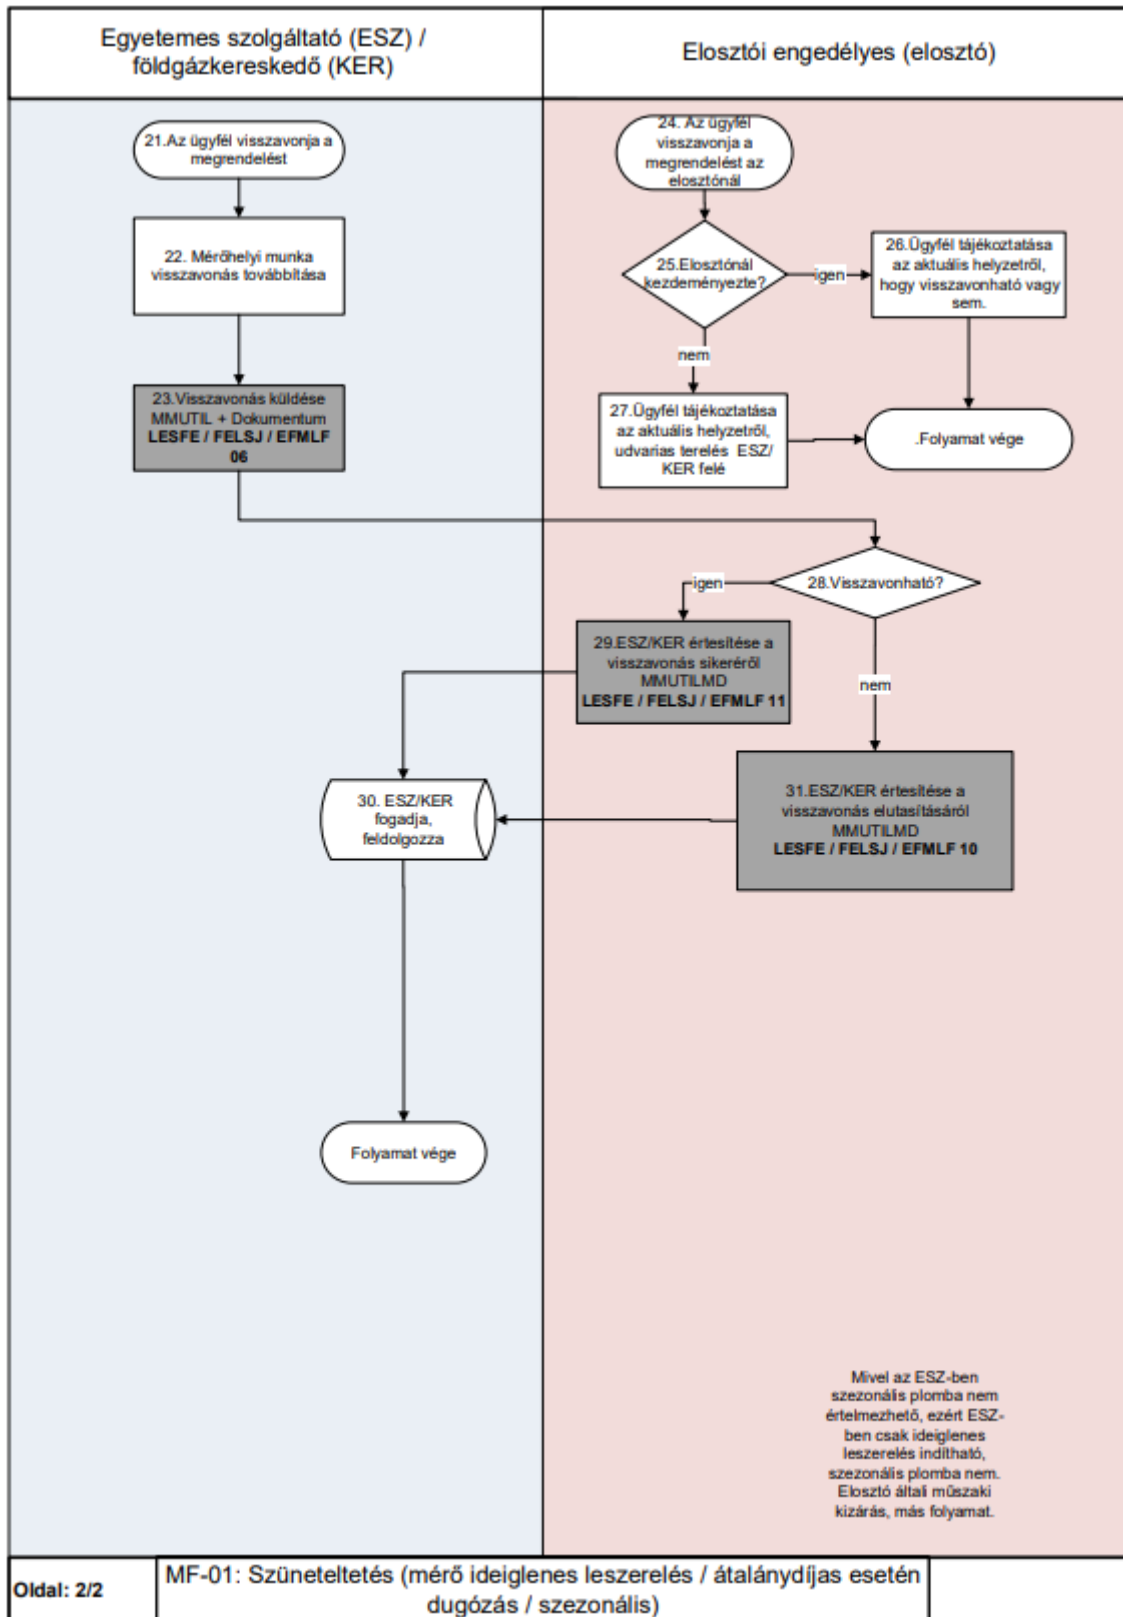 Egyetemes szolgáltató (ESZ) /
földgázkereskedő (KER)
Elosztói engedélyes (elosztó)
21.Az ügyfél visszavonja a
megrendelést
22. Mérőhelyi munka
visszavonás továbbítása
23.Visszavonás küldése
MMUTIL + Dokumentum
LESFE / FELSJ / EFMLF
06
24. Az ügyfél
visszavonja a
megrendelést az
elosztónál
25.Elosztónál
kezdeményezte?
igen
26.Ügyfél tájékoztatása
az aktuális helyzetről,
hogy visszavonható vagy
sem.
nem
27.Ügyfél tájékoztatása
az aktuális helyzetről,
udvarias terelés ESZ/
KER felé
.Folyamat vége
28.Visszavonható?
igen
29.ESZ/KER értesítése a
visszavonás sikeréről
MMUTILMD
LESFE / FELSJ / EFMLF 11
nem
30. ESZ/KER
fogadja,
feldolgozza
31.ESZ/KER értesítése a
visszavonás elutasításáról
MMUTILMD
LESFE / FELSJ / EFMLF 10
Folyamat vége
Mivel az ESZ-ben
szezonális plomba nem
értelmezhető, ezért ESZ-
ben csak ideiglenes
leszerelés indítható,
szezonális plomba nem.
Elosztó általi műszaki
kizárás, más folyamat.
Oldal: 2/2
MF-01: Szüneteltetés (mérő ideiglenes leszerelés / átalánydíjas esetén
dugózás / szezonális)